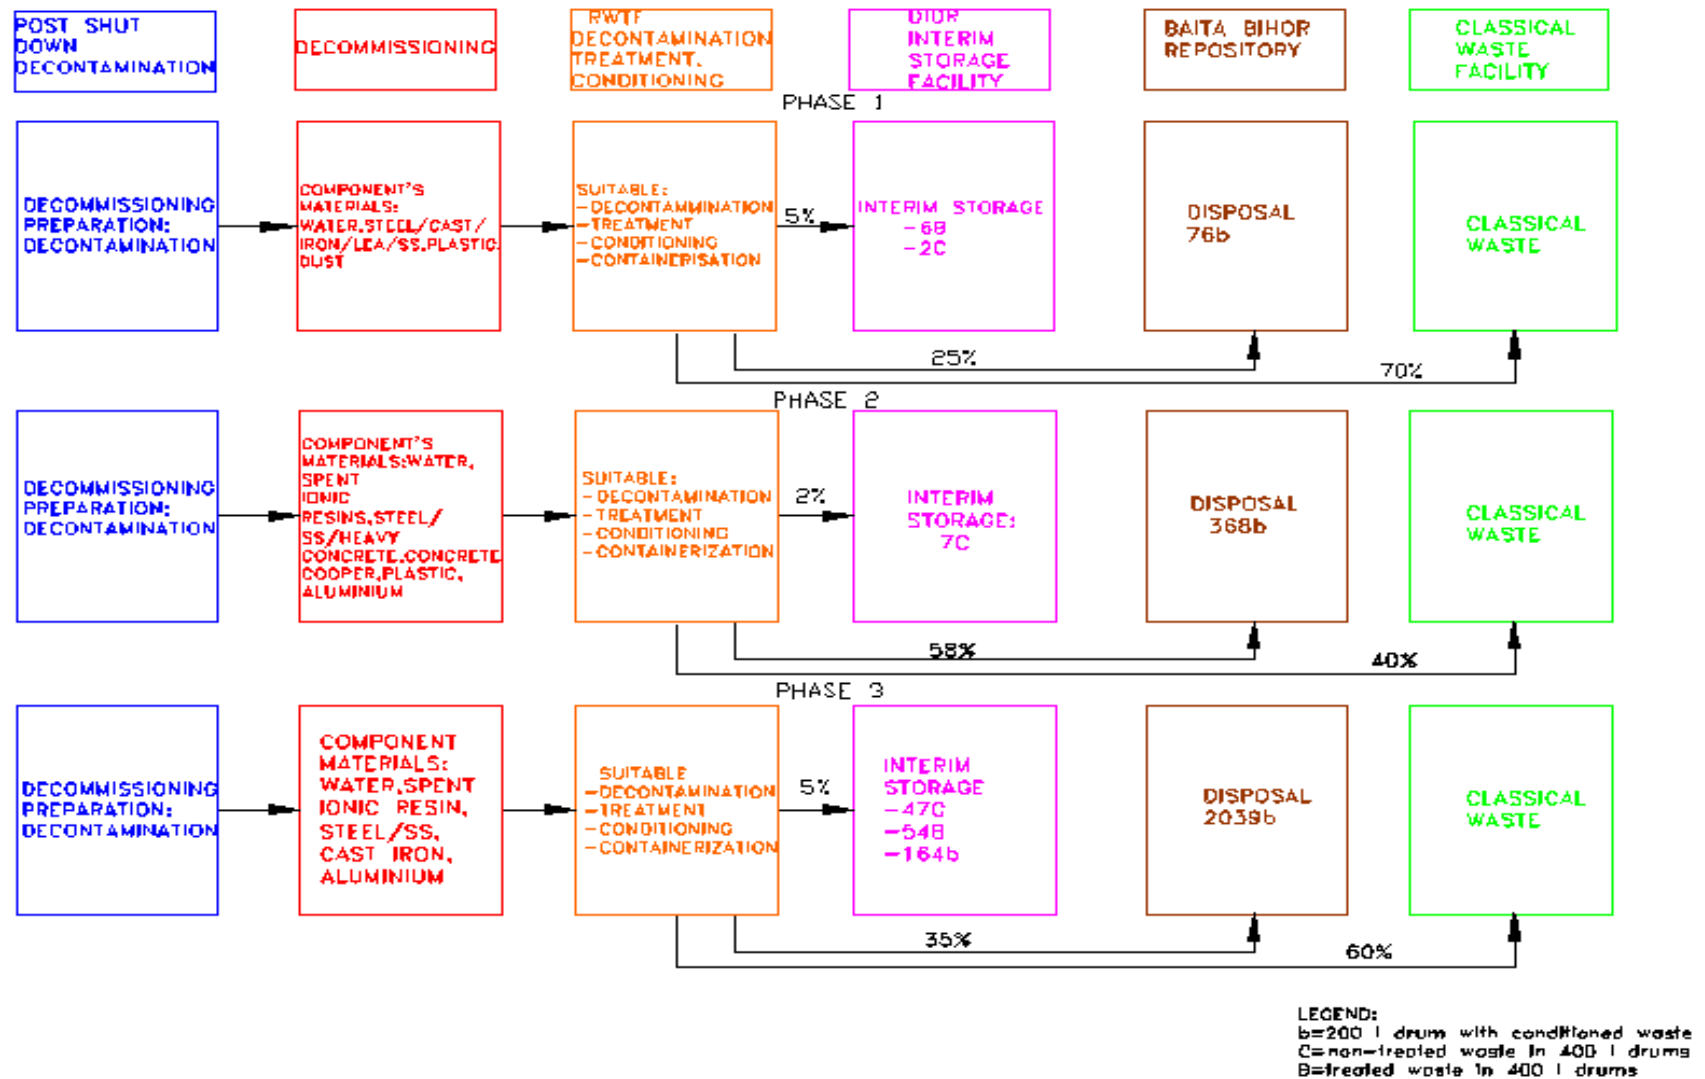 POST SHUT
DOWN
DECONTAMINATION
DECOMMISSIONING
RWTF
DECONTAMINATION
TREATMENT,
CONDITIONING
INTERIM
STORAGE
FACILITY
BAITA BIHOR
REPOSITORY
CLASSICAL
WASTE
FACILITY
PHASE 1
DECOMMISSIONING
PREPARATION:
DECONTAMINATION
COMPONENT'S
MATERIALS:
WATER,STEEL/CAST/
IRON/LEA/SS,PLASTIC,
DUST
SUITABLE:
-DECONTAMMINATION
-TREATMENT
-CONDITIONING
-CONTAINERISATION
5%
INTERIM STORAGE
-6B
-2C
DISPOSAL
76b
CLASSICAL
WASTE
25%
70%
PHASE 2
DECOMMISSIONING
PREPARATION:
DECONTAMINATION
COMPONENT'S
MATERIALS:WATER,
SPENT
IONIC
RESINS,STEEL/
SS/HEAVY
CONCRETE,CONCRETE
COOPER,PLASTIC,
ALUMINIUM
SUITABLE:
-DECONTAMINATION
-TREATMENT
-CONDITIONING
-CONTAINERIZATION
2%
INTERIM
STORAGE:
7C
DISPOSAL
368b
CLASSICAL
WASTE
58%
40%
PHASE 3
DECOMMISSIONING
PREPARATION:
DECONTAMINATION
COMPONENT
MATERIALS:
WATER,SPENT
IONIC RESIN,
STEEL/SS,
CAST IRON,
ALUMINIUM
SUITABLE
-DECONTAMINATION
-TREATMENT
-CONDITIONING
-CONTAINERIZATION
5%
INTERIM
STORAGE
-47C
-54B
-164b
DISPOSAL
2039b
CLASSICAL
WASTE
35%
60%
LEGEND:
b=200 l drum with conditioned waste
C=non-treated waste in 400 l drums
B=treated waste in 400 l drums